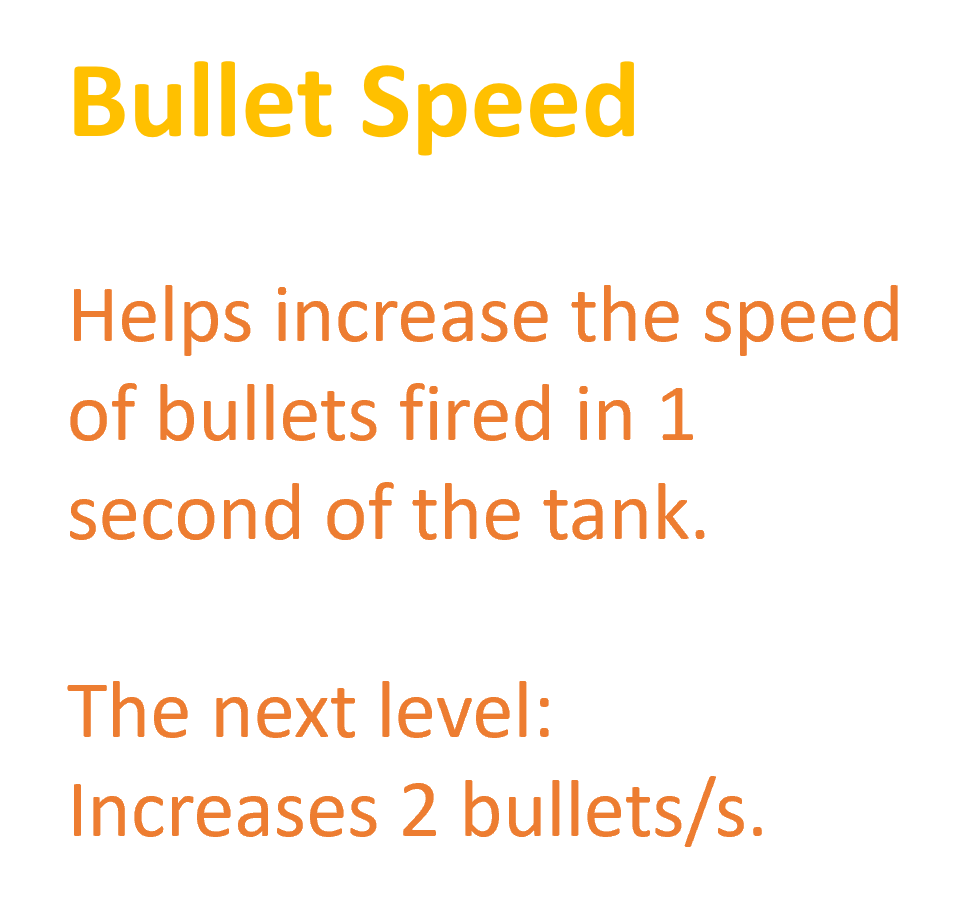 Bullet Speed
Helps increase the speed
of bullets fired in 1
second of the tank.
The next level:
Increases 2 bullets/s.